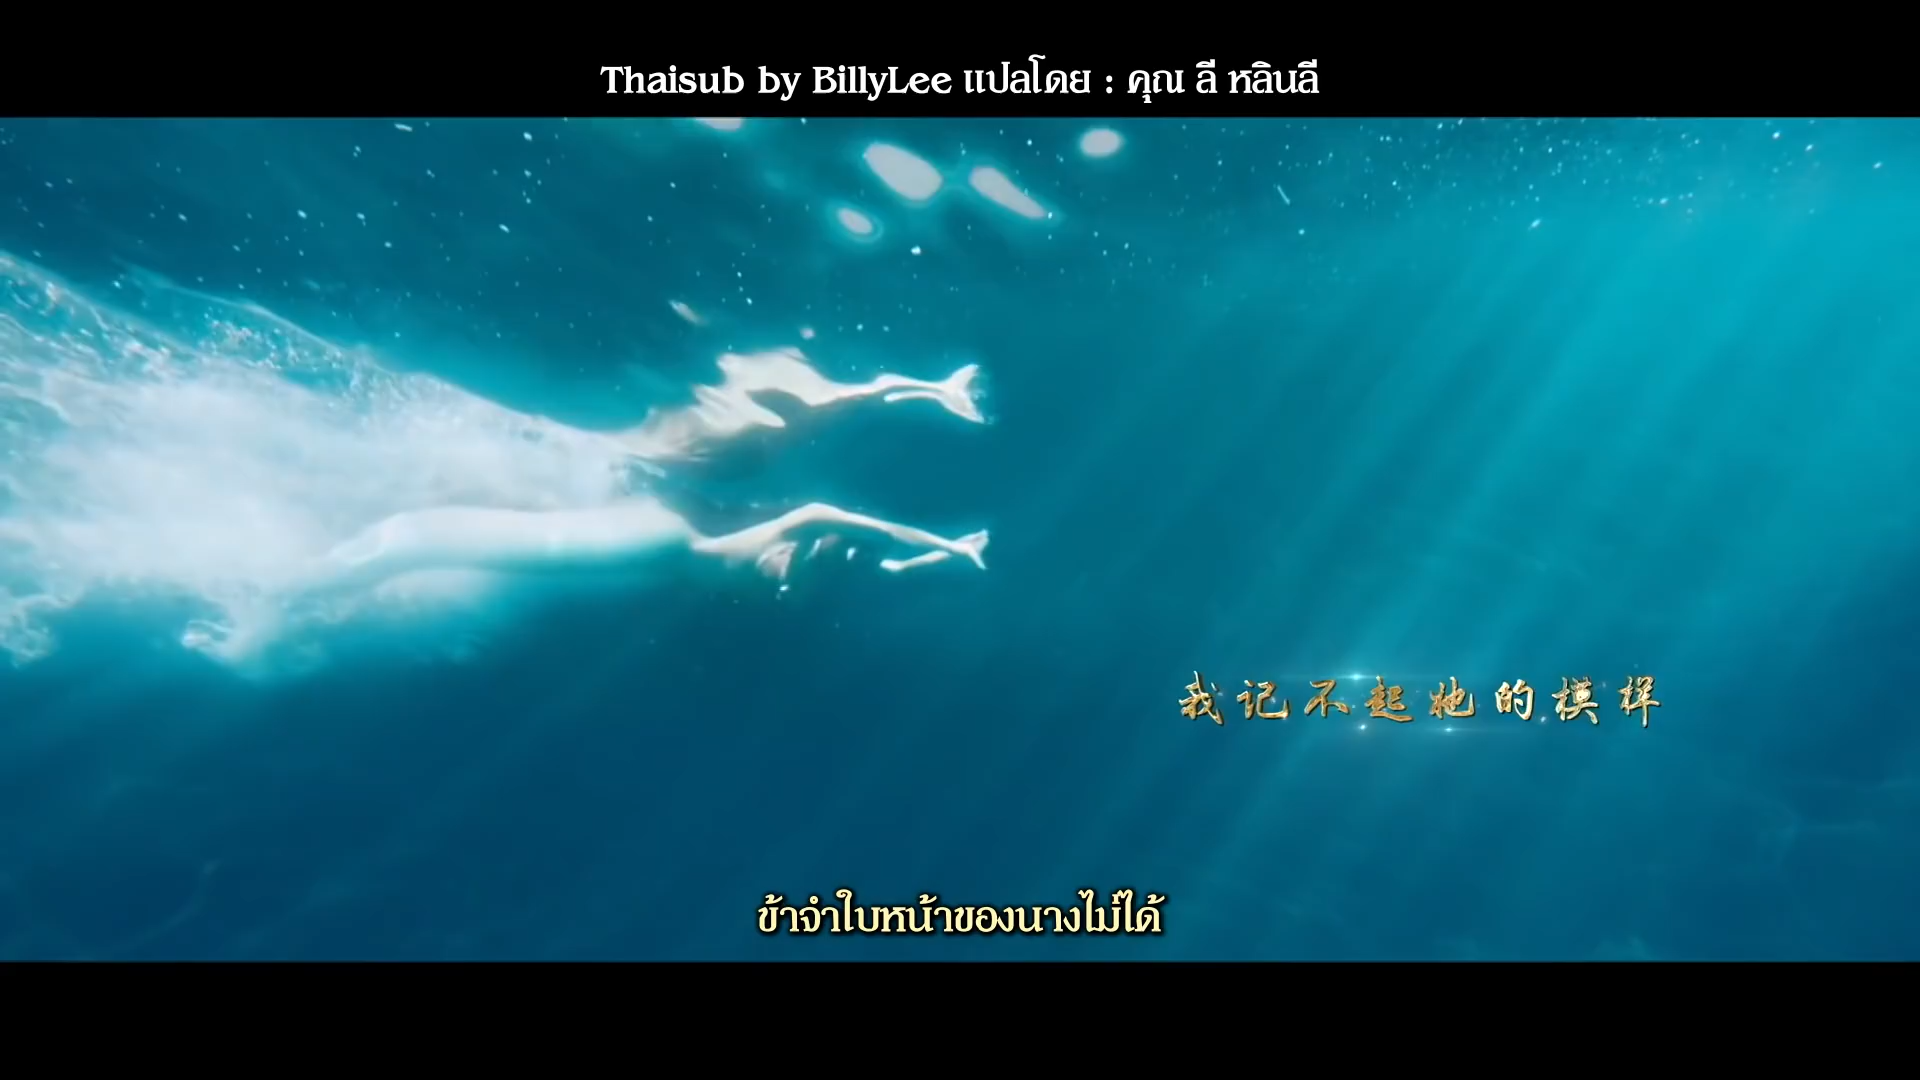 Thaisub by BillyLee แปลโดย : คุณ ลี หลินลี
我记不起她的模样
ข้าจำใบหน้าของนางไม่ได้